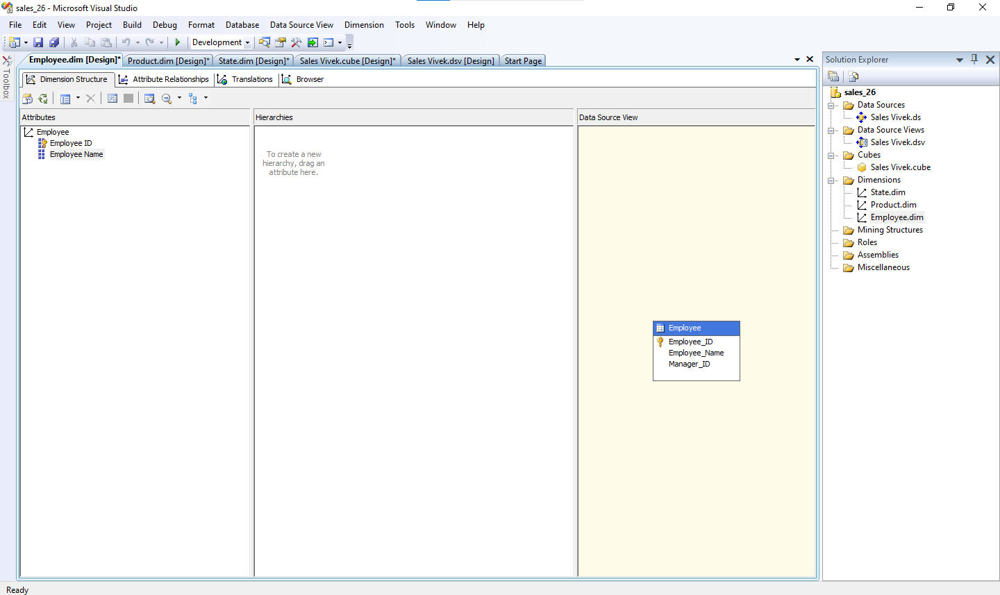 sales_26 - Microsoft Visual Studio
File Edit View Project Build Debug Format Database Data Source View Dimension Tools Window Help
Development
Toolbox
Employee.dim [Design]* Product.dim [Design]* State.dim [Design]* Sales Vivek.cube [Design]* Sales Vivek.dsv [Design] Start Page
Dimension Structure Attribute Relationships Translations Browser
Attributes
Employee
Employee ID
Employee Name
Hierarchies
To create a new
hierarchy, drag an
attribute here.
Data Source View
Employee
Employee_ID
Employee_Name
Manager_ID
Solution Explorer
sales_26
Data Sources
Sales Vivek.ds
Data Source Views
Sales Vivek.dsv
Cubes
Sales Vivek.cube
Dimensions
State.dim
Product.dim
Employee.dim
Mining Structures
Roles
Assemblies
Miscellaneous
Ready